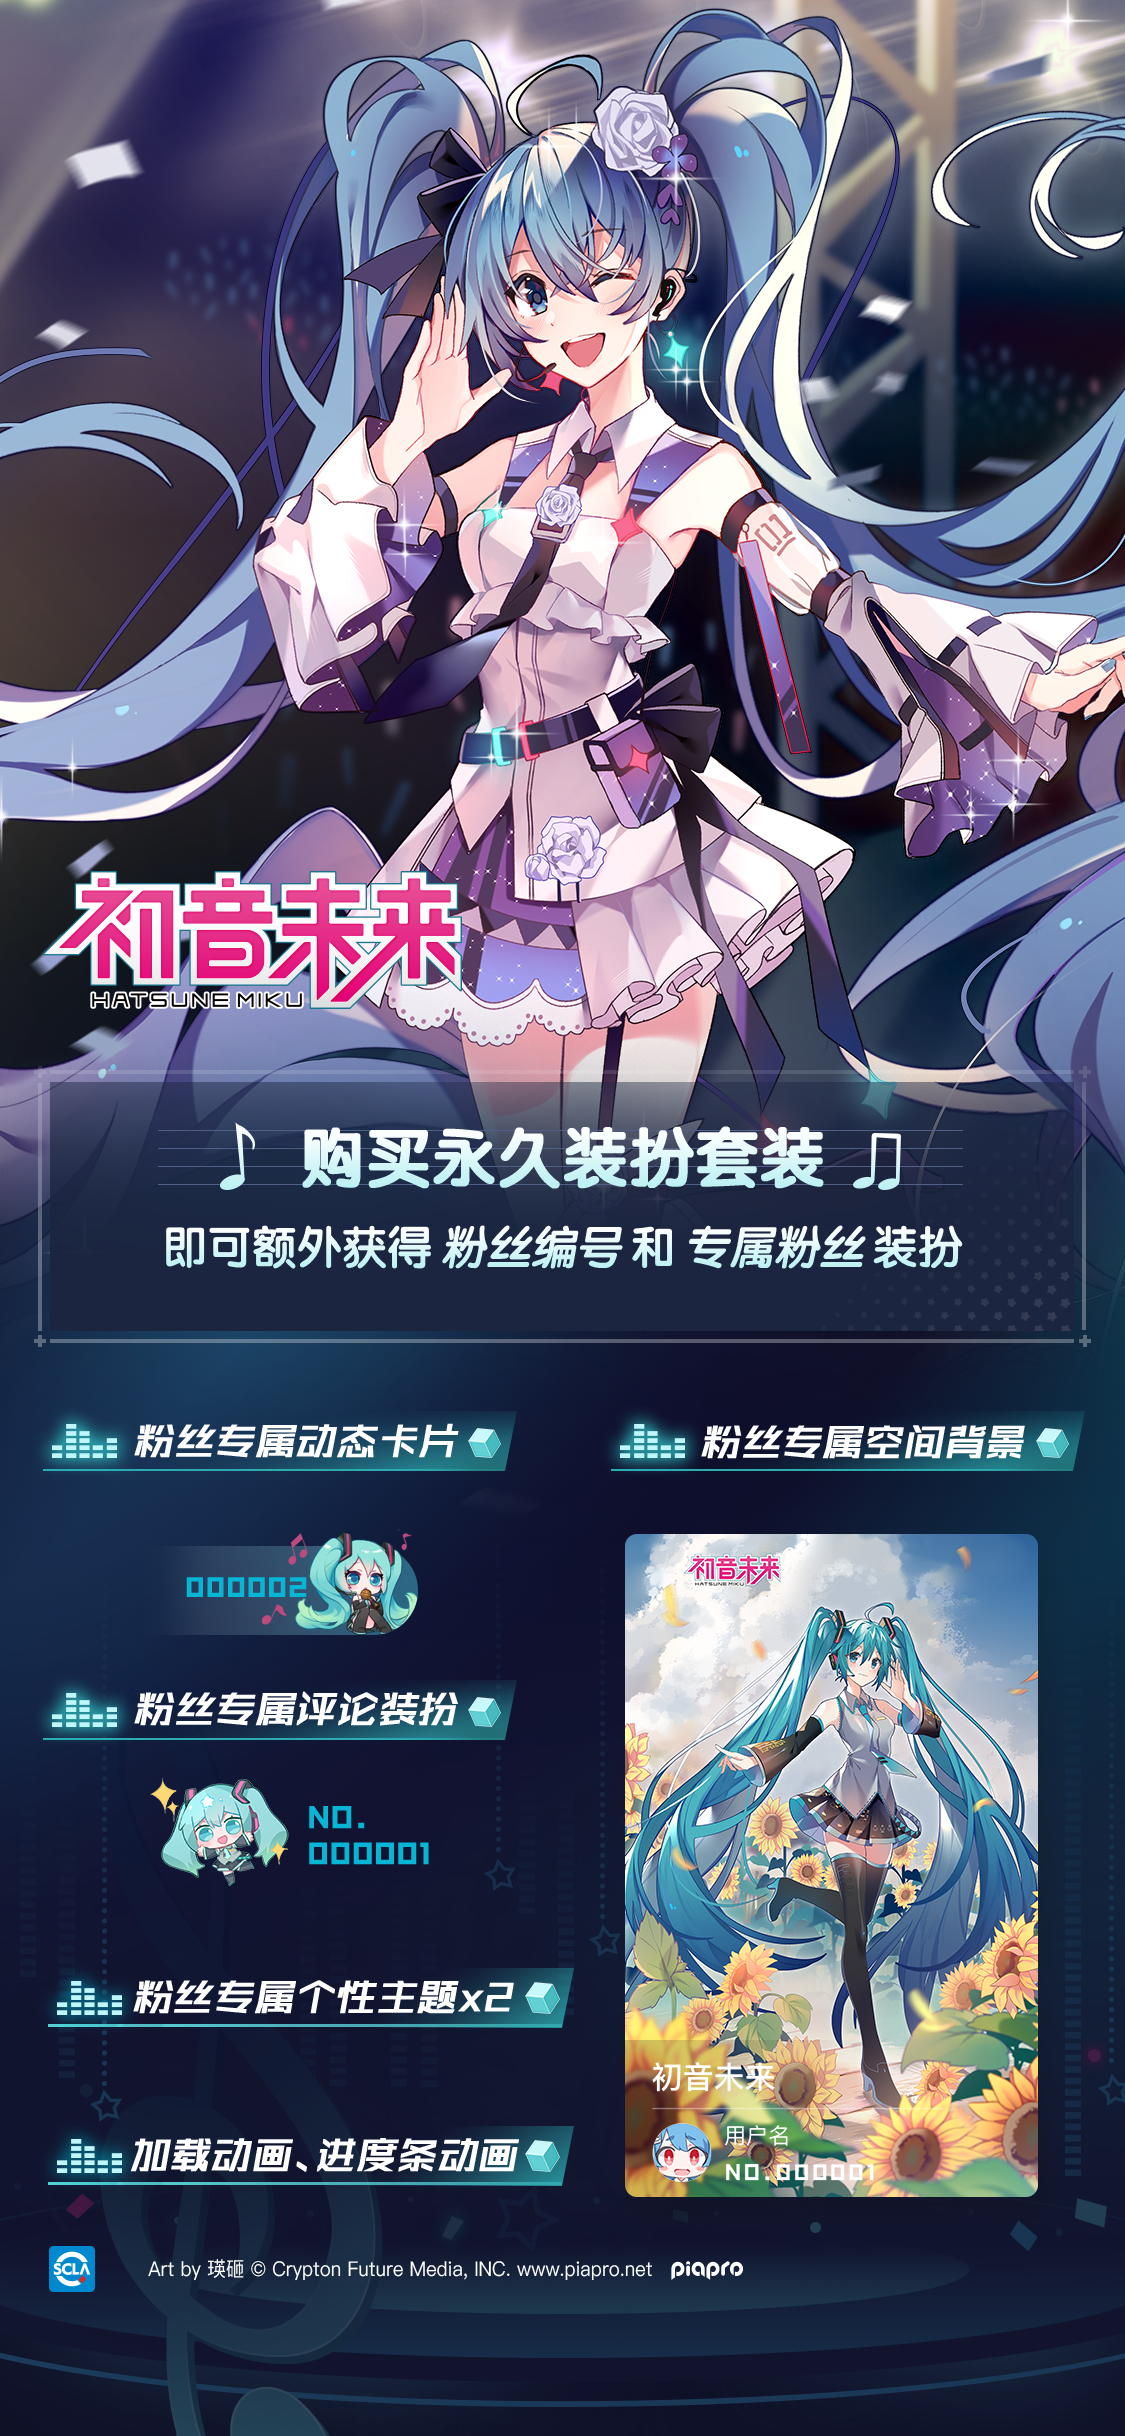 01
初音未来
HATSUNE MIKU
购买永久装扮套装
即可额外获得 粉丝编号 和 专属粉丝 装扮
粉丝专属动态卡片
粉丝专属空间背景
000002
初音未来
HATSUNE MIKU
粉丝专属评论装扮
NO.
000001
粉丝专属个性主题x2
初音未来
用户名
NO.000001
加载动画、进度条动画
SCLA
Art by 瑛砸 © Crypton Future Media, INC. www.piapro.net piapro